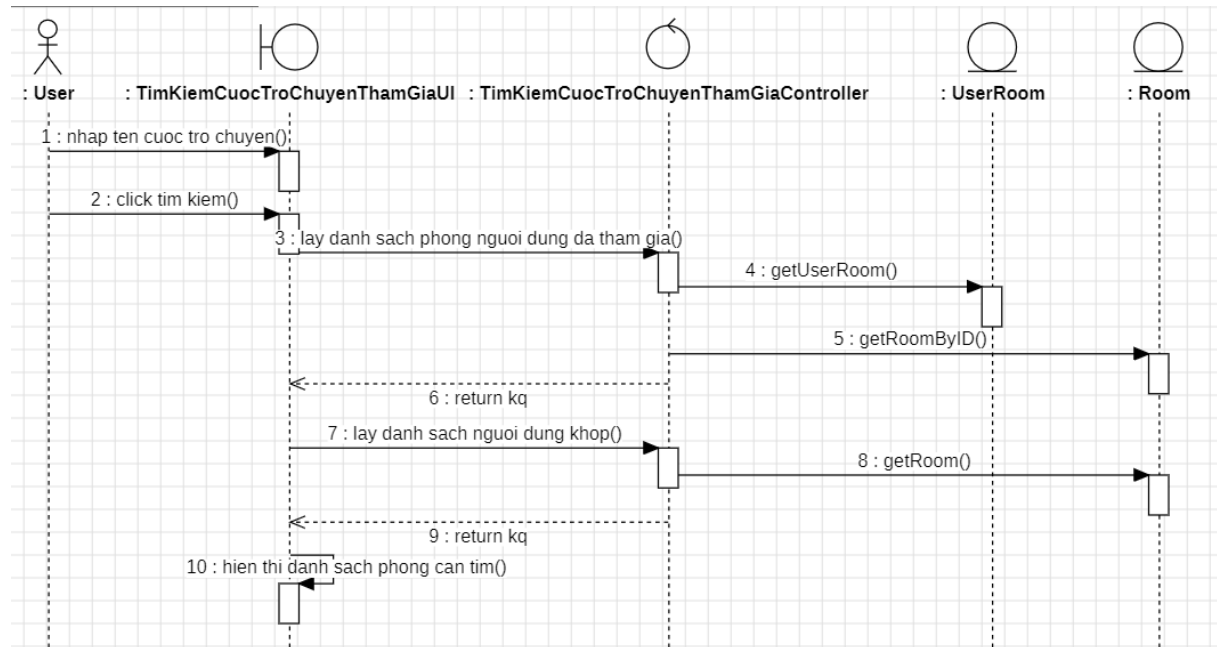 : User
: TimKiemCuocTroChuyenThamGiaUI
: TimKiemCuocTroChuyenThamGiaController
: UserRoom
: Room
1 : nhap ten cuoc tro chuyen()
2 : click tim kiem()
3 : lay danh sach phong nguoi dung da tham gia()
4 : getUserRoom()
5 : getRoomByID()
6 : return kq
7 : lay danh sach nguoi dung khop()
8 : getRoom()
9 : return kq
10 : hien thi danh sach phong can tim()